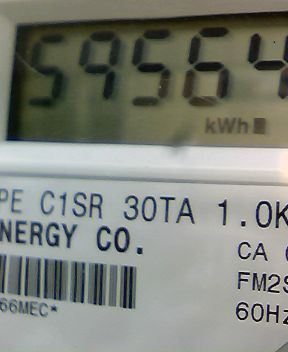 59564
kWh
PE C1SR 30TA 1.0K
NERGY CO.
CA
FM2S
66MEC*
60Hz